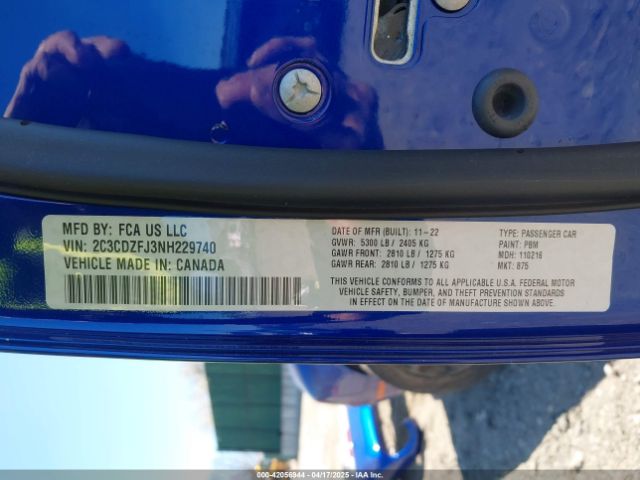 MFD BY: FCA US LLC
VIN: 2C3CDZFJ3NH229740
VEHICLE MADE IN: CANADA
DATE OF MFR (BUILT): 11-22
GVWR: 5300 LB / 2405 KG
GAWR FRONT: 2810 LB / 1275 KG
GAWR REAR: 2810 LB / 1275 KG
TYPE: PASSENGER CAR
PAINT: PBM
MDH: 110216
MKT: 875
THIS VEHICLE CONFORMS TO ALL APPLICABLE U.S.A. FEDERAL MOTOR
VEHICLE SAFETY, BUMPER, AND THEFT PREVENTION STANDARDS
IN EFFECT ON THE DATE OF MANUFACTURE SHOWN ABOVE.
000-42056944 - 04/17/2025 - IAA Inc.